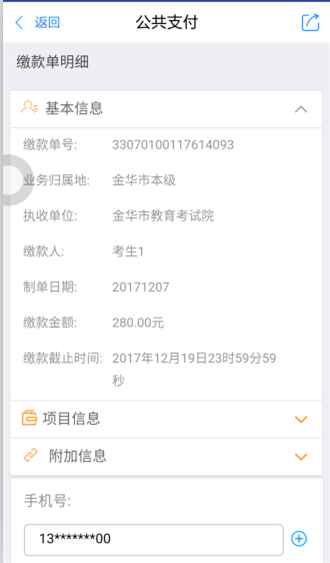 返回
公共支付
缴款单明细
基本信息
缴款单号: 33070100117614093
业务归属地: 金华市本级
执收单位: 金华市教育考试院
缴款人: 考生1
制单日期: 20171207
缴款金额: 280.00元
缴款截止时间: 2017年12月19日23时59分59
秒
项目信息
附加信息
手机号:
13*******00